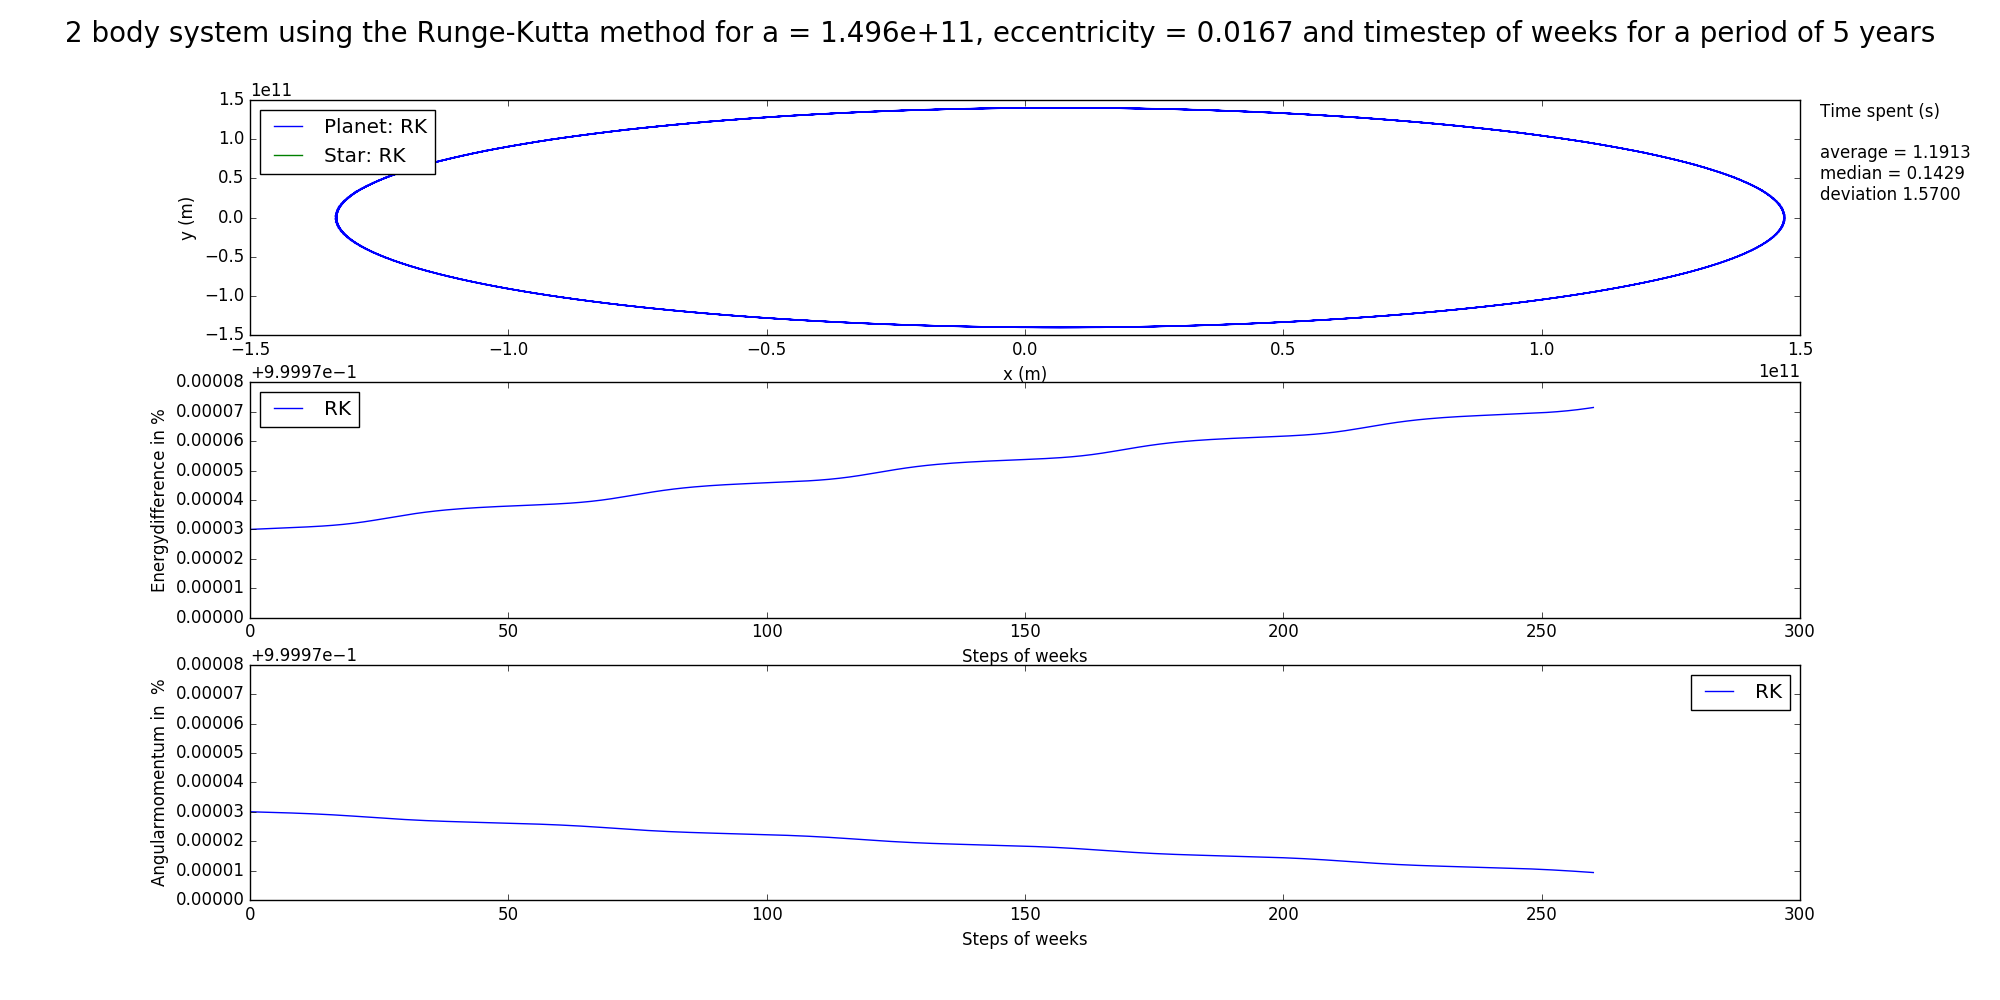 2 body system using the Runge-Kutta method for a = 1.496e+11, eccentricity = 0.0167 and timestep of weeks for a period of 5 years
1e11
1.5
1.0
0.5
0.0
−0.5
−1.0
−1.5
y (m)
Planet: RK
Star: RK
−1.5
−1.0
−0.5
0.0
0.5
1.0
1.5
x (m)
1e11
Time spent (s)
average = 1.1913
median = 0.1429
deviation 1.5700
+9.9997e−1
0.00008
0.00007
0.00006
0.00005
0.00004
0.00003
0.00002
0.00001
0.00000
Energydifference in %
RK
0
50
100
150
200
250
300
Steps of weeks
+9.9997e−1
0.00008
0.00007
0.00006
0.00005
0.00004
0.00003
0.00002
0.00001
0.00000
Angularmomentum in  %
RK
0
50
100
150
200
250
300
Steps of weeks